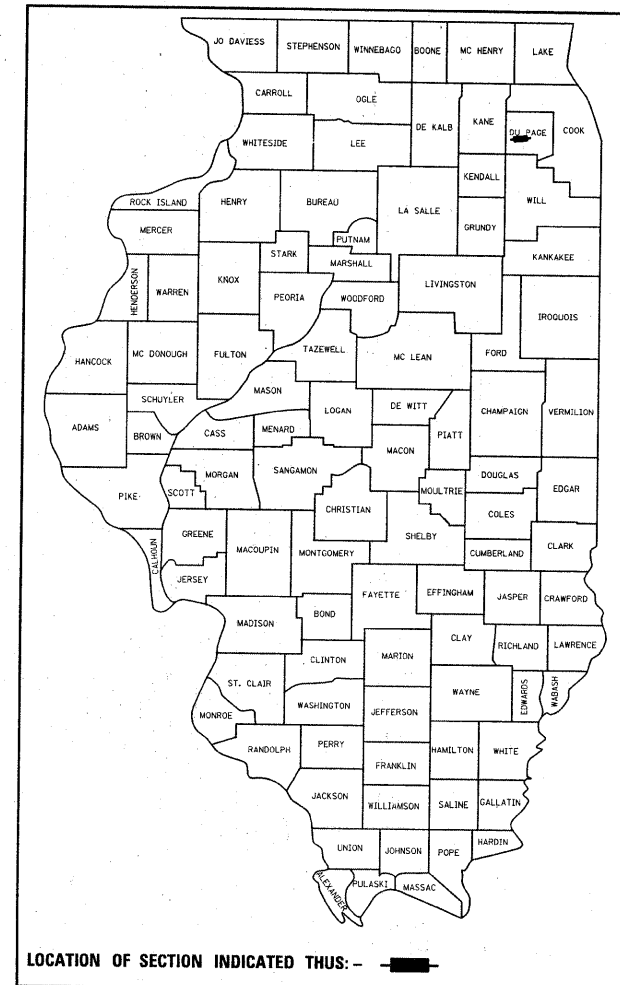 JO DAVIESS
STEPHENSON
WINNEBAGO
BOONE
MC HENRY
LAKE
CARROLL
OGLE
DE KALB
KANE
DU PAGE
COOK
WHITESIDE
LEE
KENDALL
WILL
ROCK ISLAND
HENRY
BUREAU
LA SALLE
GRUNDY
MERCER
PUTNAM
STARK
MARSHALL
KANKAKEE
HENDERSON
WARREN
KNOX
PEORIA
WOODFORD
LIVINGSTON
IROQUOIS
HANCOCK
MC DONOUGH
FULTON
TAZEWELL
MC LEAN
FORD
SCHUYLER
MASON
LOGAN
DE WITT
CHAMPAIGN
VERMILION
ADAMS
BROWN
CASS
MENARD
MACON
PIATT
PIKE
SCOTT
MORGAN
SANGAMON
CHRISTIAN
MOULTRIE
DOUGLAS
EDGAR
COLES
CALHOUN
GREENE
MACOUPIN
MONTGOMERY
SHELBY
CUMBERLAND
CLARK
JERSEY
FAYETTE
EFFINGHAM
JASPER
CRAWFORD
MADISON
BOND
CLAY
RICHLAND
LAWRENCE
CLINTON
MARION
ST. CLAIR
WAYNE
EDWARDS
WABASH
MONROE
WASHINGTON
JEFFERSON
RANDOLPH
PERRY
HAMILTON
WHITE
FRANKLIN
JACKSON
WILLIAMSON
SALINE
GALLATIN
UNION
JOHNSON
POPE
HARDIN
ALEXANDER
PULASKI
MASSAC
LOCATION OF SECTION INDICATED THUS: -